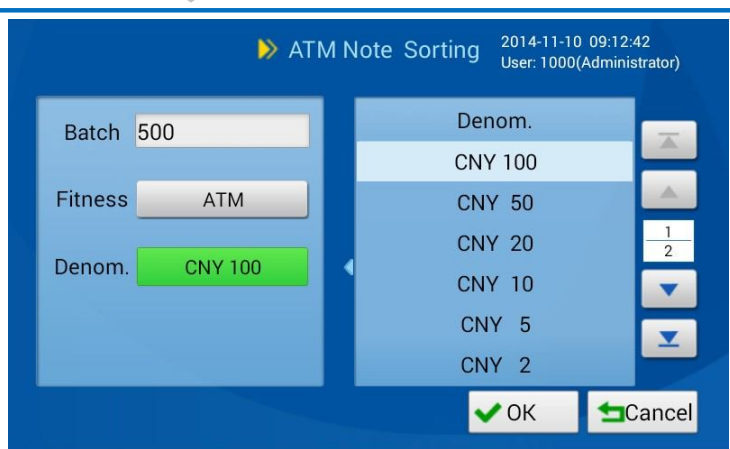 ATM Note Sorting
2014-11-10 09:12:42
User: 1000(Administrator)
Batch 500
Fitness ATM
Denom. CNY 100
Denom.
CNY 100
CNY 50
CNY 20
CNY 10
CNY 5
CNY 2
1
2
OK
Cancel